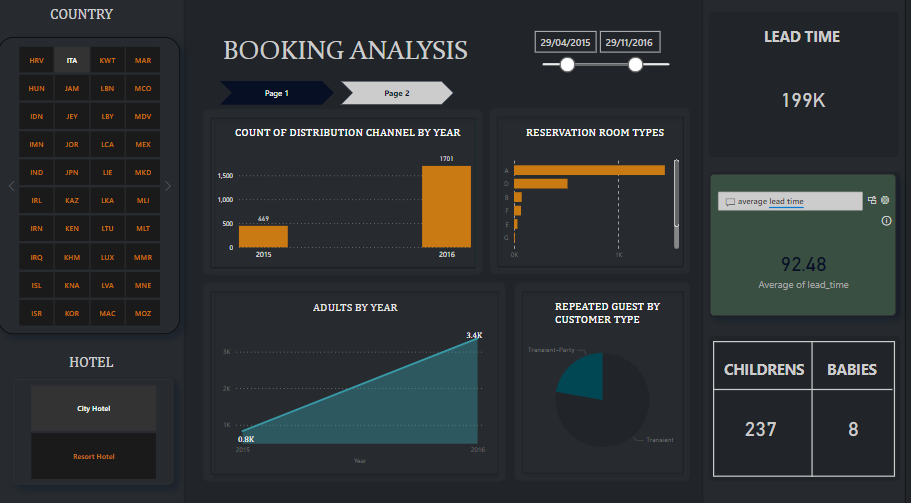 COUNTRY
HRV ITA KWT MAR
HUN JAM LBN MCO
IDN JEY LBY MDV
IMN JOR LCA MEX
IND JPN LIE MKD
IRL KAZ LKA MLI
IRN KEN LTU MLT
IRQ KHM LUX MMR
ISL KNA LVA MNE
ISR KOR MAC MOZ
HOTEL
City Hotel
Resort Hotel
BOOKING ANALYSIS
29/04/2015 29/11/2016
Page 1 Page 2
COUNT OF DISTRIBUTION CHANNEL BY YEAR
1701
1,500
1,000
500
449
0
2015 2016
RESERVATION ROOM TYPES
A
D
B
F
G
0K 1K
ADULTS BY YEAR
3.4K
3K
2K
1K
0.8K
2015 2016
Year
REPEATED GUEST BY
CUSTOMER TYPE
Transient-Party
Transient
LEAD TIME
199K
average lead time
92.48
Average of lead_time
CHILDRENS BABIES
237 8